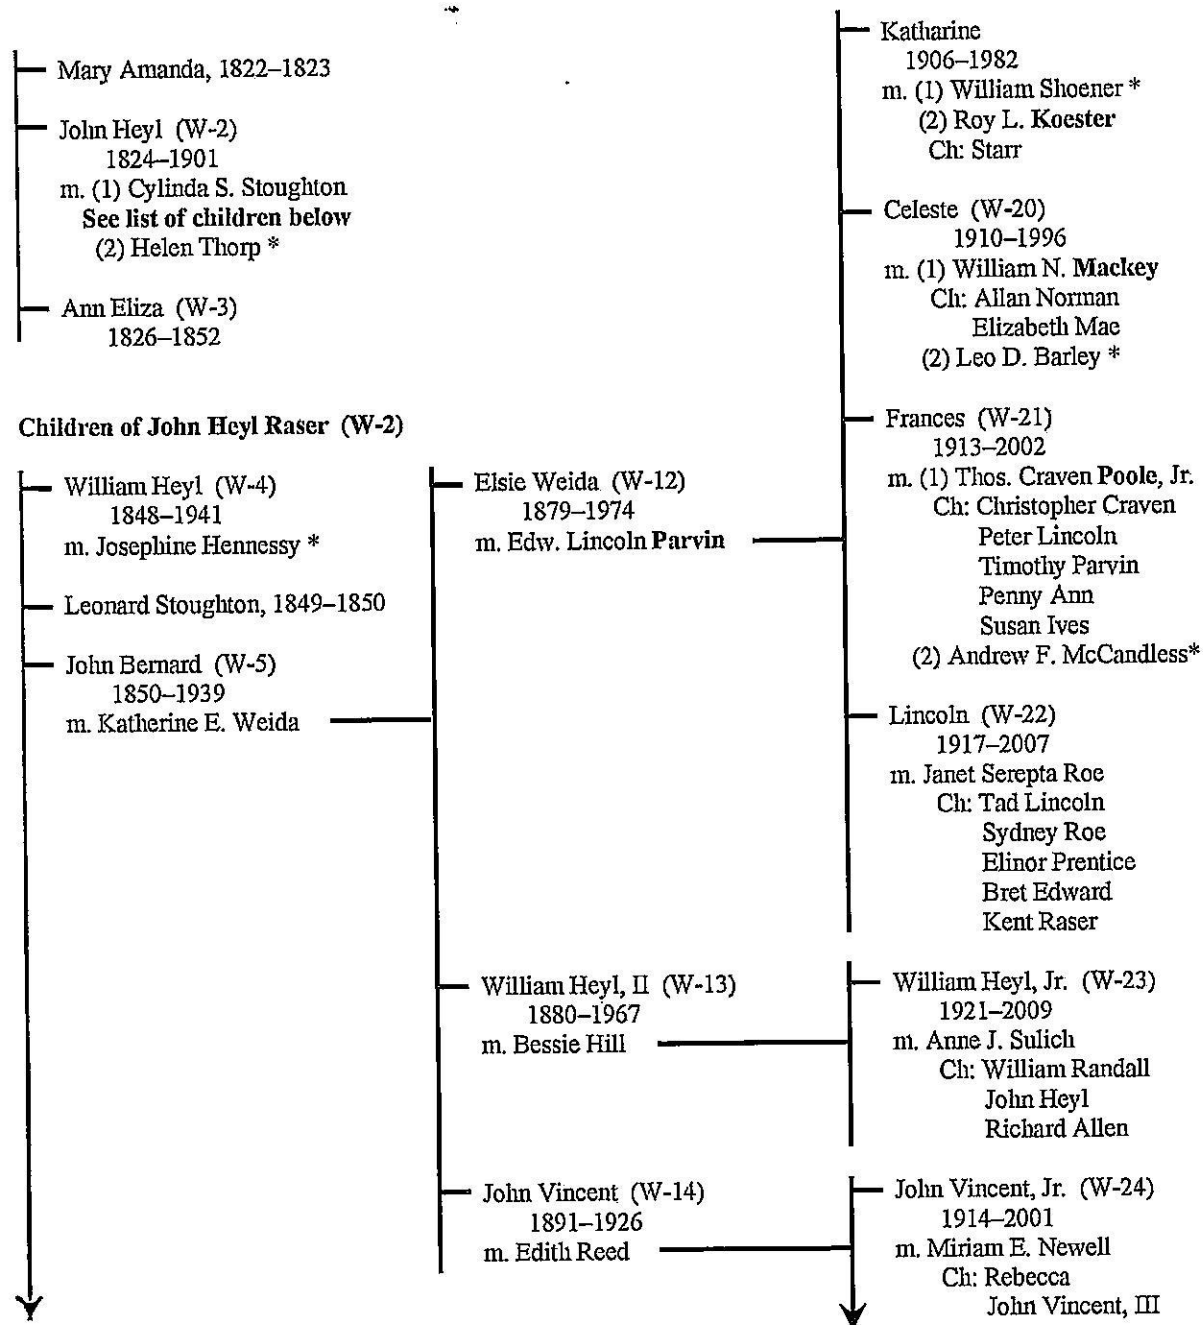 Mary Amanda, 1822–1823
John Heyl (W-2)
1824–1901
m. (1) Cylinda S. Stoughton
See list of children below
(2) Helen Thorp *
Ann Eliza (W-3)
1826–1852
Children of John Heyl Raser (W-2)
William Heyl (W-4)
1848–1941
m. Josephine Hennessy *
Leonard Stoughton, 1849–1850
John Bernard (W-5)
1850–1939
m. Katherine E. Weida
Elsie Weida (W-12)
1879–1974
m. Edw. Lincoln Parvin
William Heyl, II (W-13)
1880–1967
m. Bessie Hill
John Vincent (W-14)
1891–1926
m. Edith Reed
Katharine
1906–1982
m. (1) William Shoener *
(2) Roy L. Koester
Ch: Starr
Celeste (W-20)
1910–1996
m. (1) William N. Mackey
Ch: Allan Norman
Elizabeth Mae
(2) Leo D. Barley *
Frances (W-21)
1913–2002
m. (1) Thos. Craven Poole, Jr.
Ch: Christopher Craven
Peter Lincoln
Timothy Parvin
Penny Ann
Susan Ives
(2) Andrew F. McCandless*
Lincoln (W-22)
1917–2007
m. Janet Serepta Roe
Ch: Tad Lincoln
Sydney Roe
Elinor Prentice
Bret Edward
Kent Raser
William Heyl, Jr. (W-23)
1921–2009
m. Anne J. Sulich
Ch: William Randall
John Heyl
Richard Allen
John Vincent, Jr. (W-24)
1914–2001
m. Miriam E. Newell
Ch: Rebecca
John Vincent, III